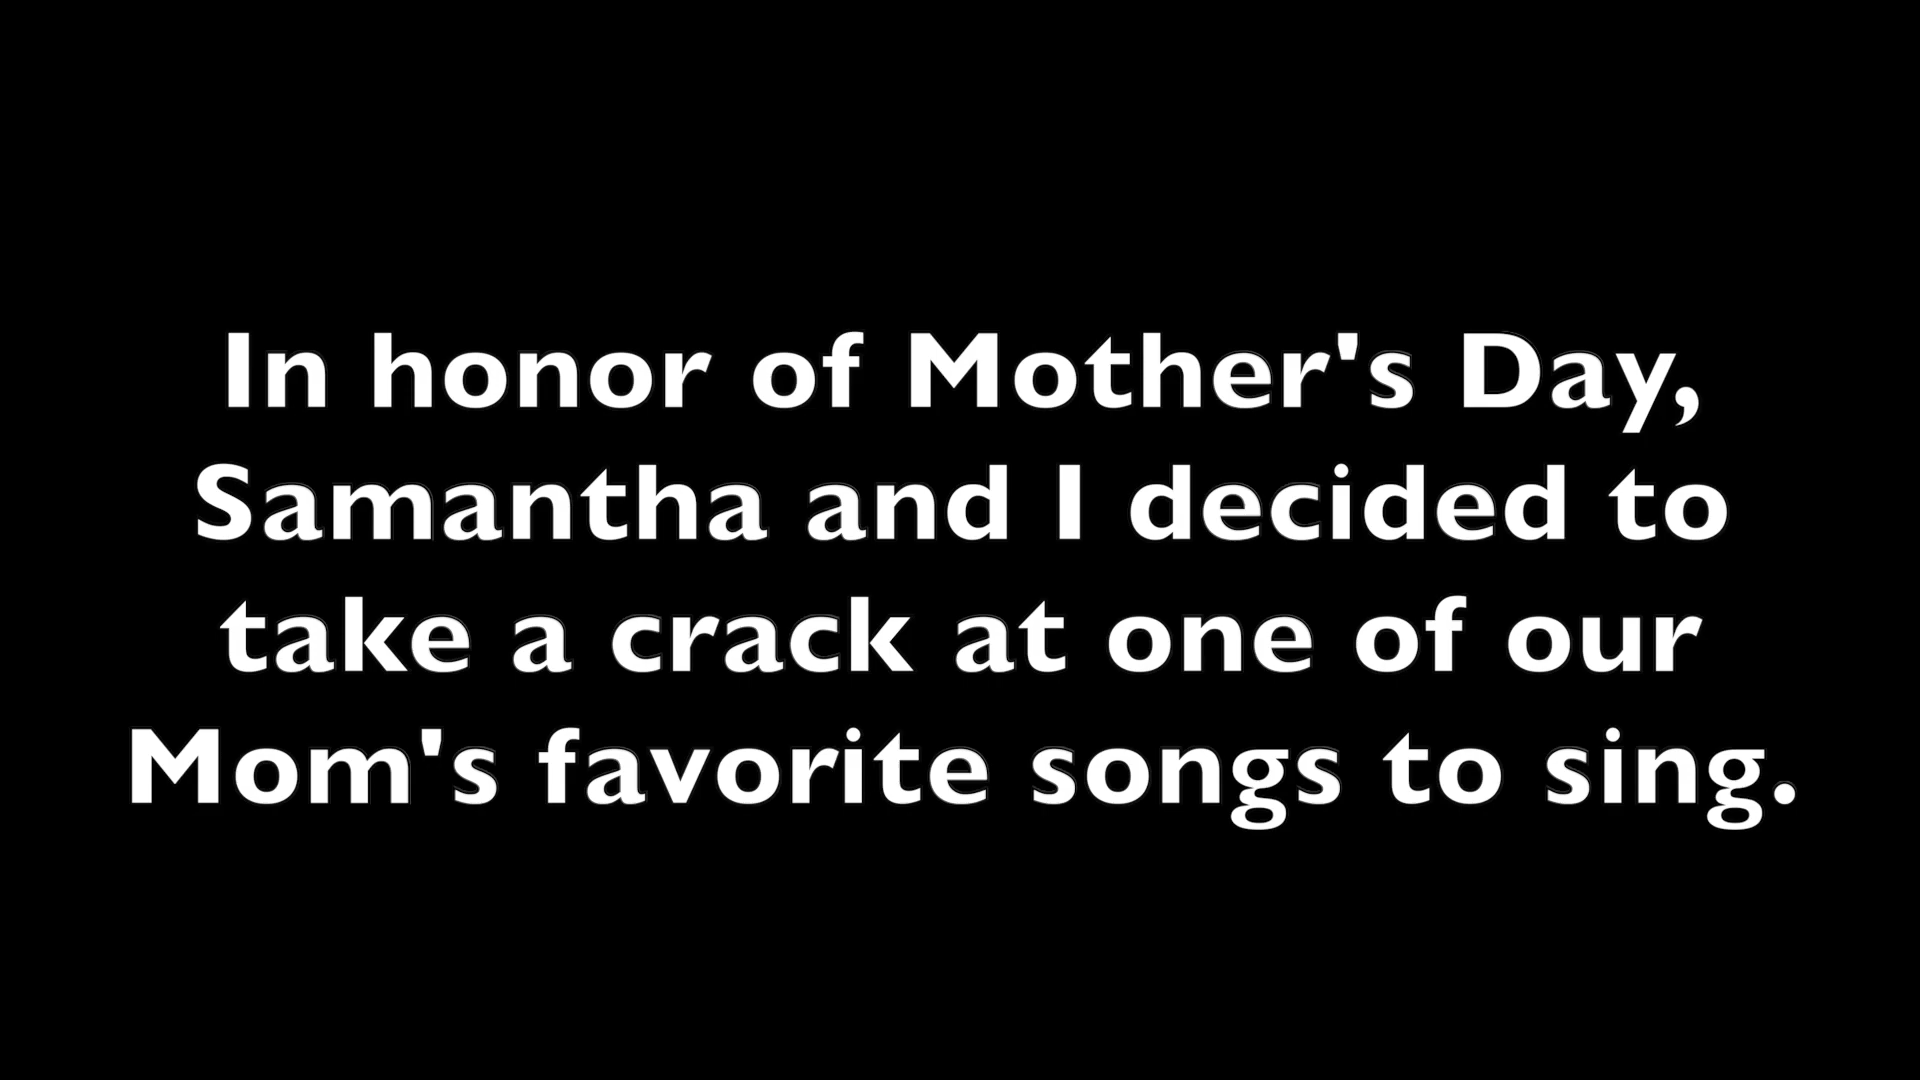 In honor of Mother's Day,
Samantha and I decided to
take a crack at one of our
Mom's favorite songs to sing.